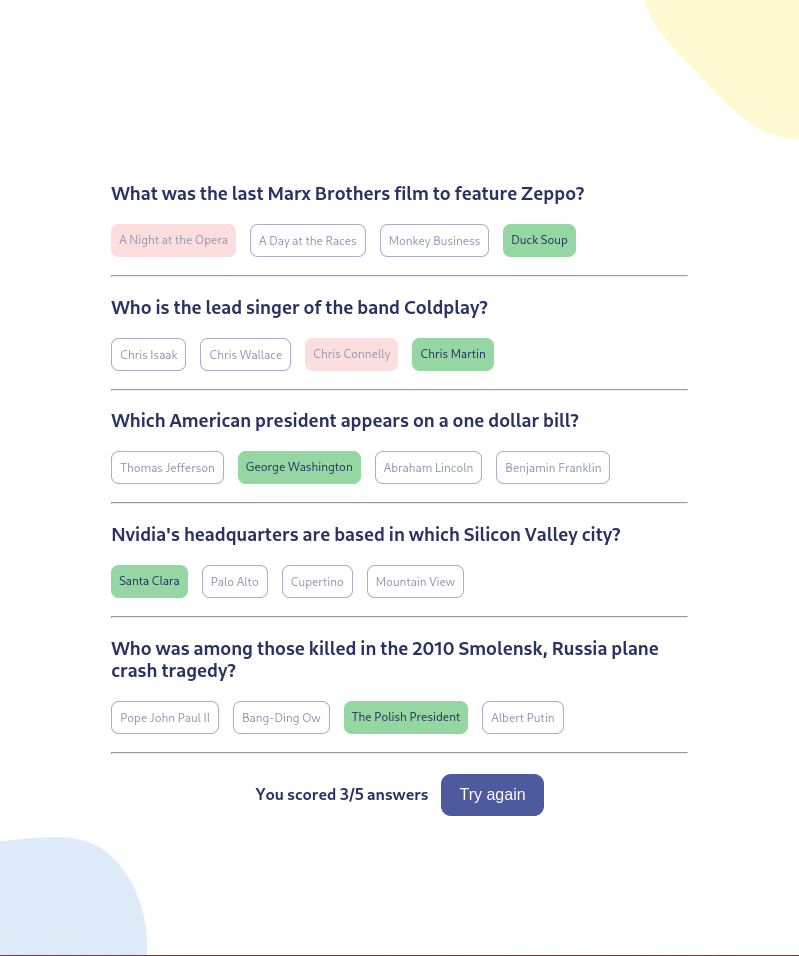 What was the last Marx Brothers film to feature Zeppo?
A Night at the Opera A Day at the Races Monkey Business Duck Soup
Who is the lead singer of the band Coldplay?
Chris Isaak Chris Wallace Chris Connelly Chris Martin
Which American president appears on a one dollar bill?
Thomas Jefferson George Washington Abraham Lincoln Benjamin Franklin
Nvidia's headquarters are based in which Silicon Valley city?
Santa Clara Palo Alto Cupertino Mountain View
Who was among those killed in the 2010 Smolensk, Russia plane
crash tragedy?
Pope John Paul II Bang-Ding Ow The Polish President Albert Putin
You scored 3/5 answers Try again